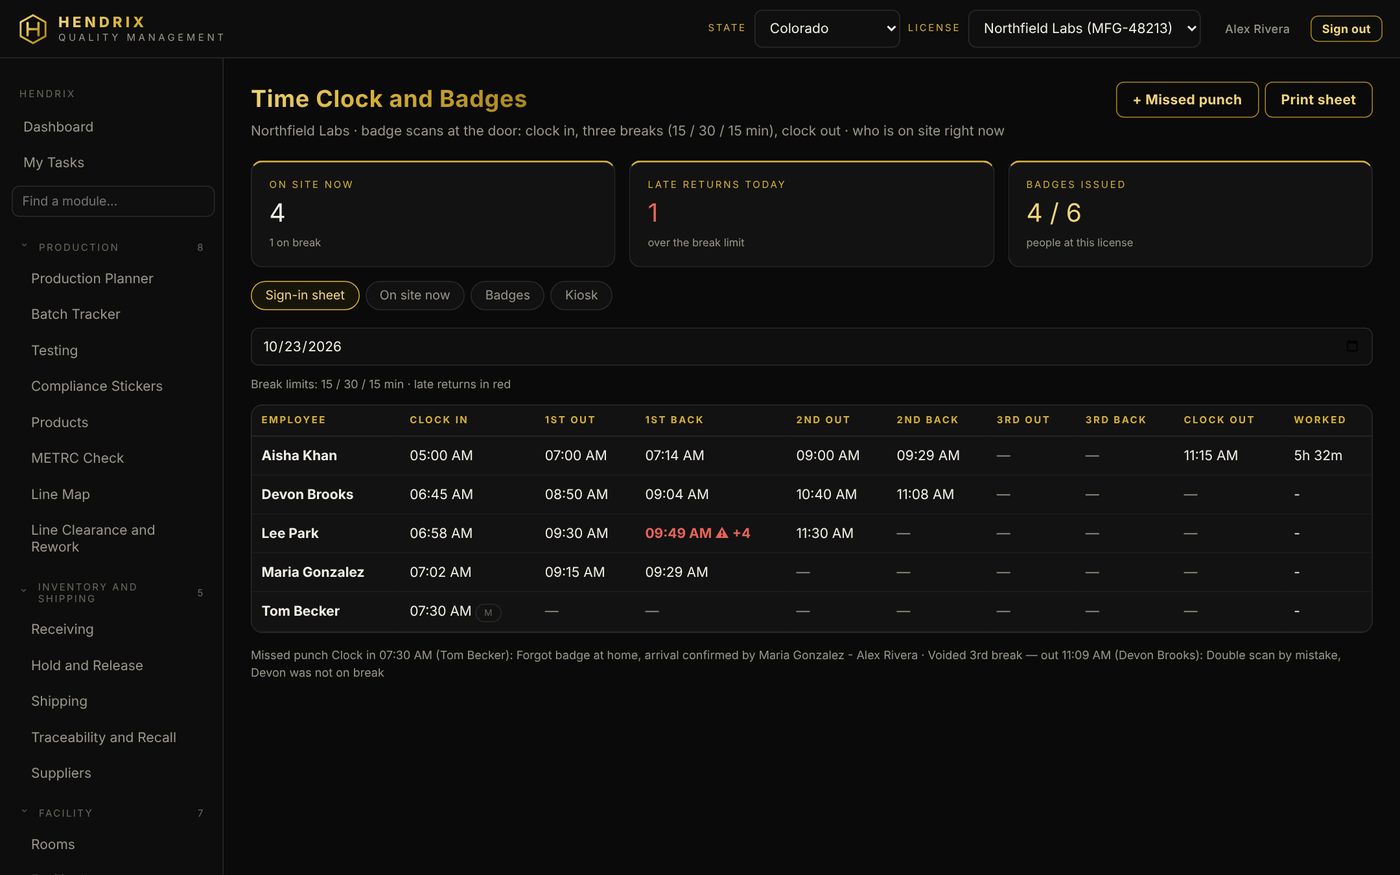 HENDRIX
QUALITY MANAGEMENT
STATE Colorado LICENSE Northfield Labs (MFG-48213) Alex Rivera Sign out
HENDRIX
Dashboard
My Tasks
Find a module...
PRODUCTION 8
Production Planner
Batch Tracker
Testing
Compliance Stickers
Products
METRC Check
Line Map
Line Clearance and
Rework
INVENTORY AND
SHIPPING 5
Receiving
Hold and Release
Shipping
Traceability and Recall
Suppliers
FACILITY 7
Rooms
Time Clock and Badges
+ Missed punch Print sheet
Northfield Labs · badge scans at the door: clock in, three breaks (15 / 30 / 15 min), clock out · who is on site right now
ON SITE NOW
4
1 on break
LATE RETURNS TODAY
1
over the break limit
BADGES ISSUED
4 / 6
people at this license
Sign-in sheet On site now Badges Kiosk
10/23/2026
Break limits: 15 / 30 / 15 min · late returns in red
EMPLOYEE CLOCK IN 1ST OUT 1ST BACK 2ND OUT 2ND BACK 3RD OUT 3RD BACK CLOCK OUT WORKED
Aisha Khan 05:00 AM 07:00 AM 07:14 AM 09:00 AM 09:29 AM — — 11:15 AM 5h 32m
Devon Brooks 06:45 AM 08:50 AM 09:04 AM 10:40 AM 11:08 AM — — — -
Lee Park 06:58 AM 09:30 AM 09:49 AM ⚠ +4 11:30 AM — — — — -
Maria Gonzalez 07:02 AM 09:15 AM 09:29 AM — — — — — -
Tom Becker 07:30 AM M — — — — — — — -
Missed punch Clock in 07:30 AM (Tom Becker): Forgot badge at home, arrival confirmed by Maria Gonzalez - Alex Rivera · Voided 3rd break — out 11:09 AM (Devon Brooks): Double scan by mistake,
Devon was not on break